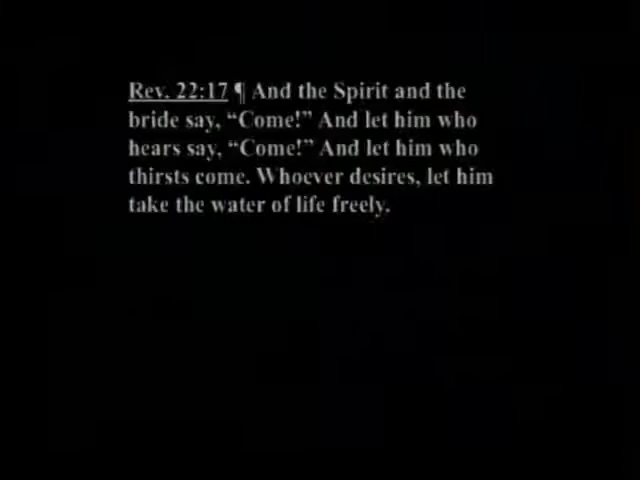 Rev. 22:17 ¶ And the Spirit and the
bride say, “Come!” And let him who
hears say, “Come!” And let him who
thirsts come. Whoever desires, let him
take the water of life freely.